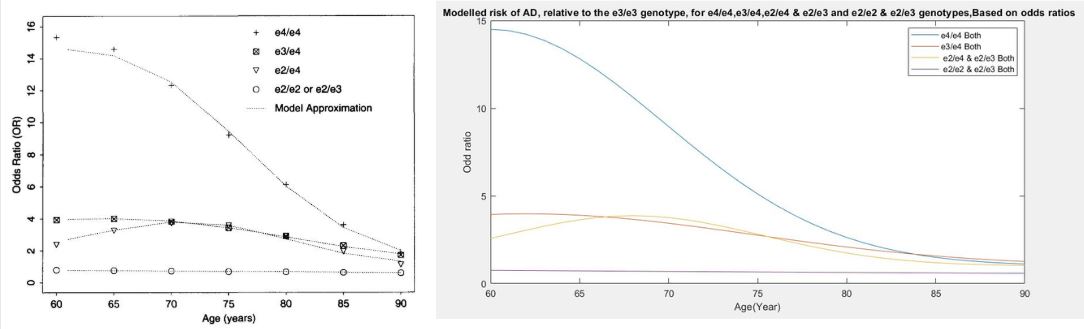 16
14
12
10
8
6
4
2
0
Odds Ratio (OR)
e4/e4
e3/e4
e2/e4
e2/e2 or e2/e3
Model Approximation
60 65 70 75 80 85 90
Age (years)
Modelled risk of AD, relative to the e3/e3 genotype, for e4/e4,e3/e4,e2/e4 & e2/e3 and e2/e2 & e2/e3 genotypes,Based on odds ratios
15
10
5
0
Odd ratio
e4/e4 Both
e3/e4 Both
e2/e4 & e2/e3 Both
e2/e2 & e2/e3 Both
60 65 70 75 80 85 90
Age(Year)